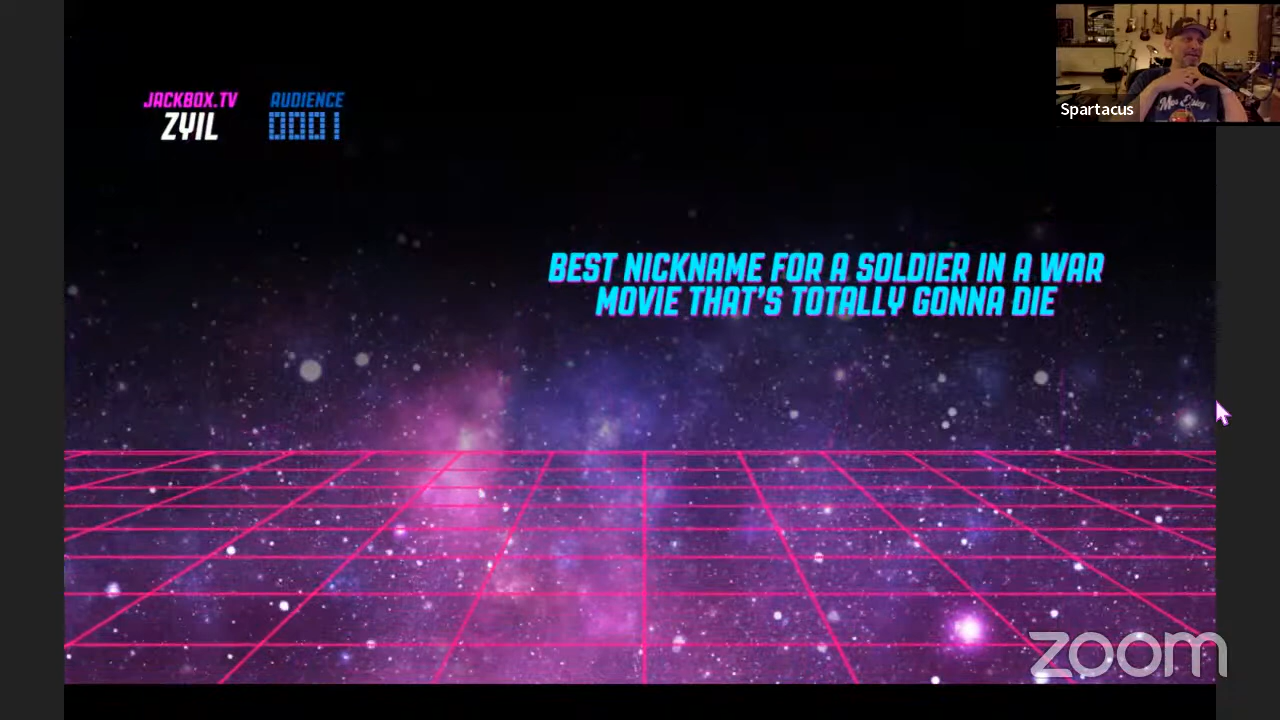 JACKBOX.TV
ZYIL
AUDIENCE
0001
BEST NICKNAME FOR A SOLDIER IN A WAR
MOVIE THAT'S TOTALLY GONNA DIE
Spartacus
zoom